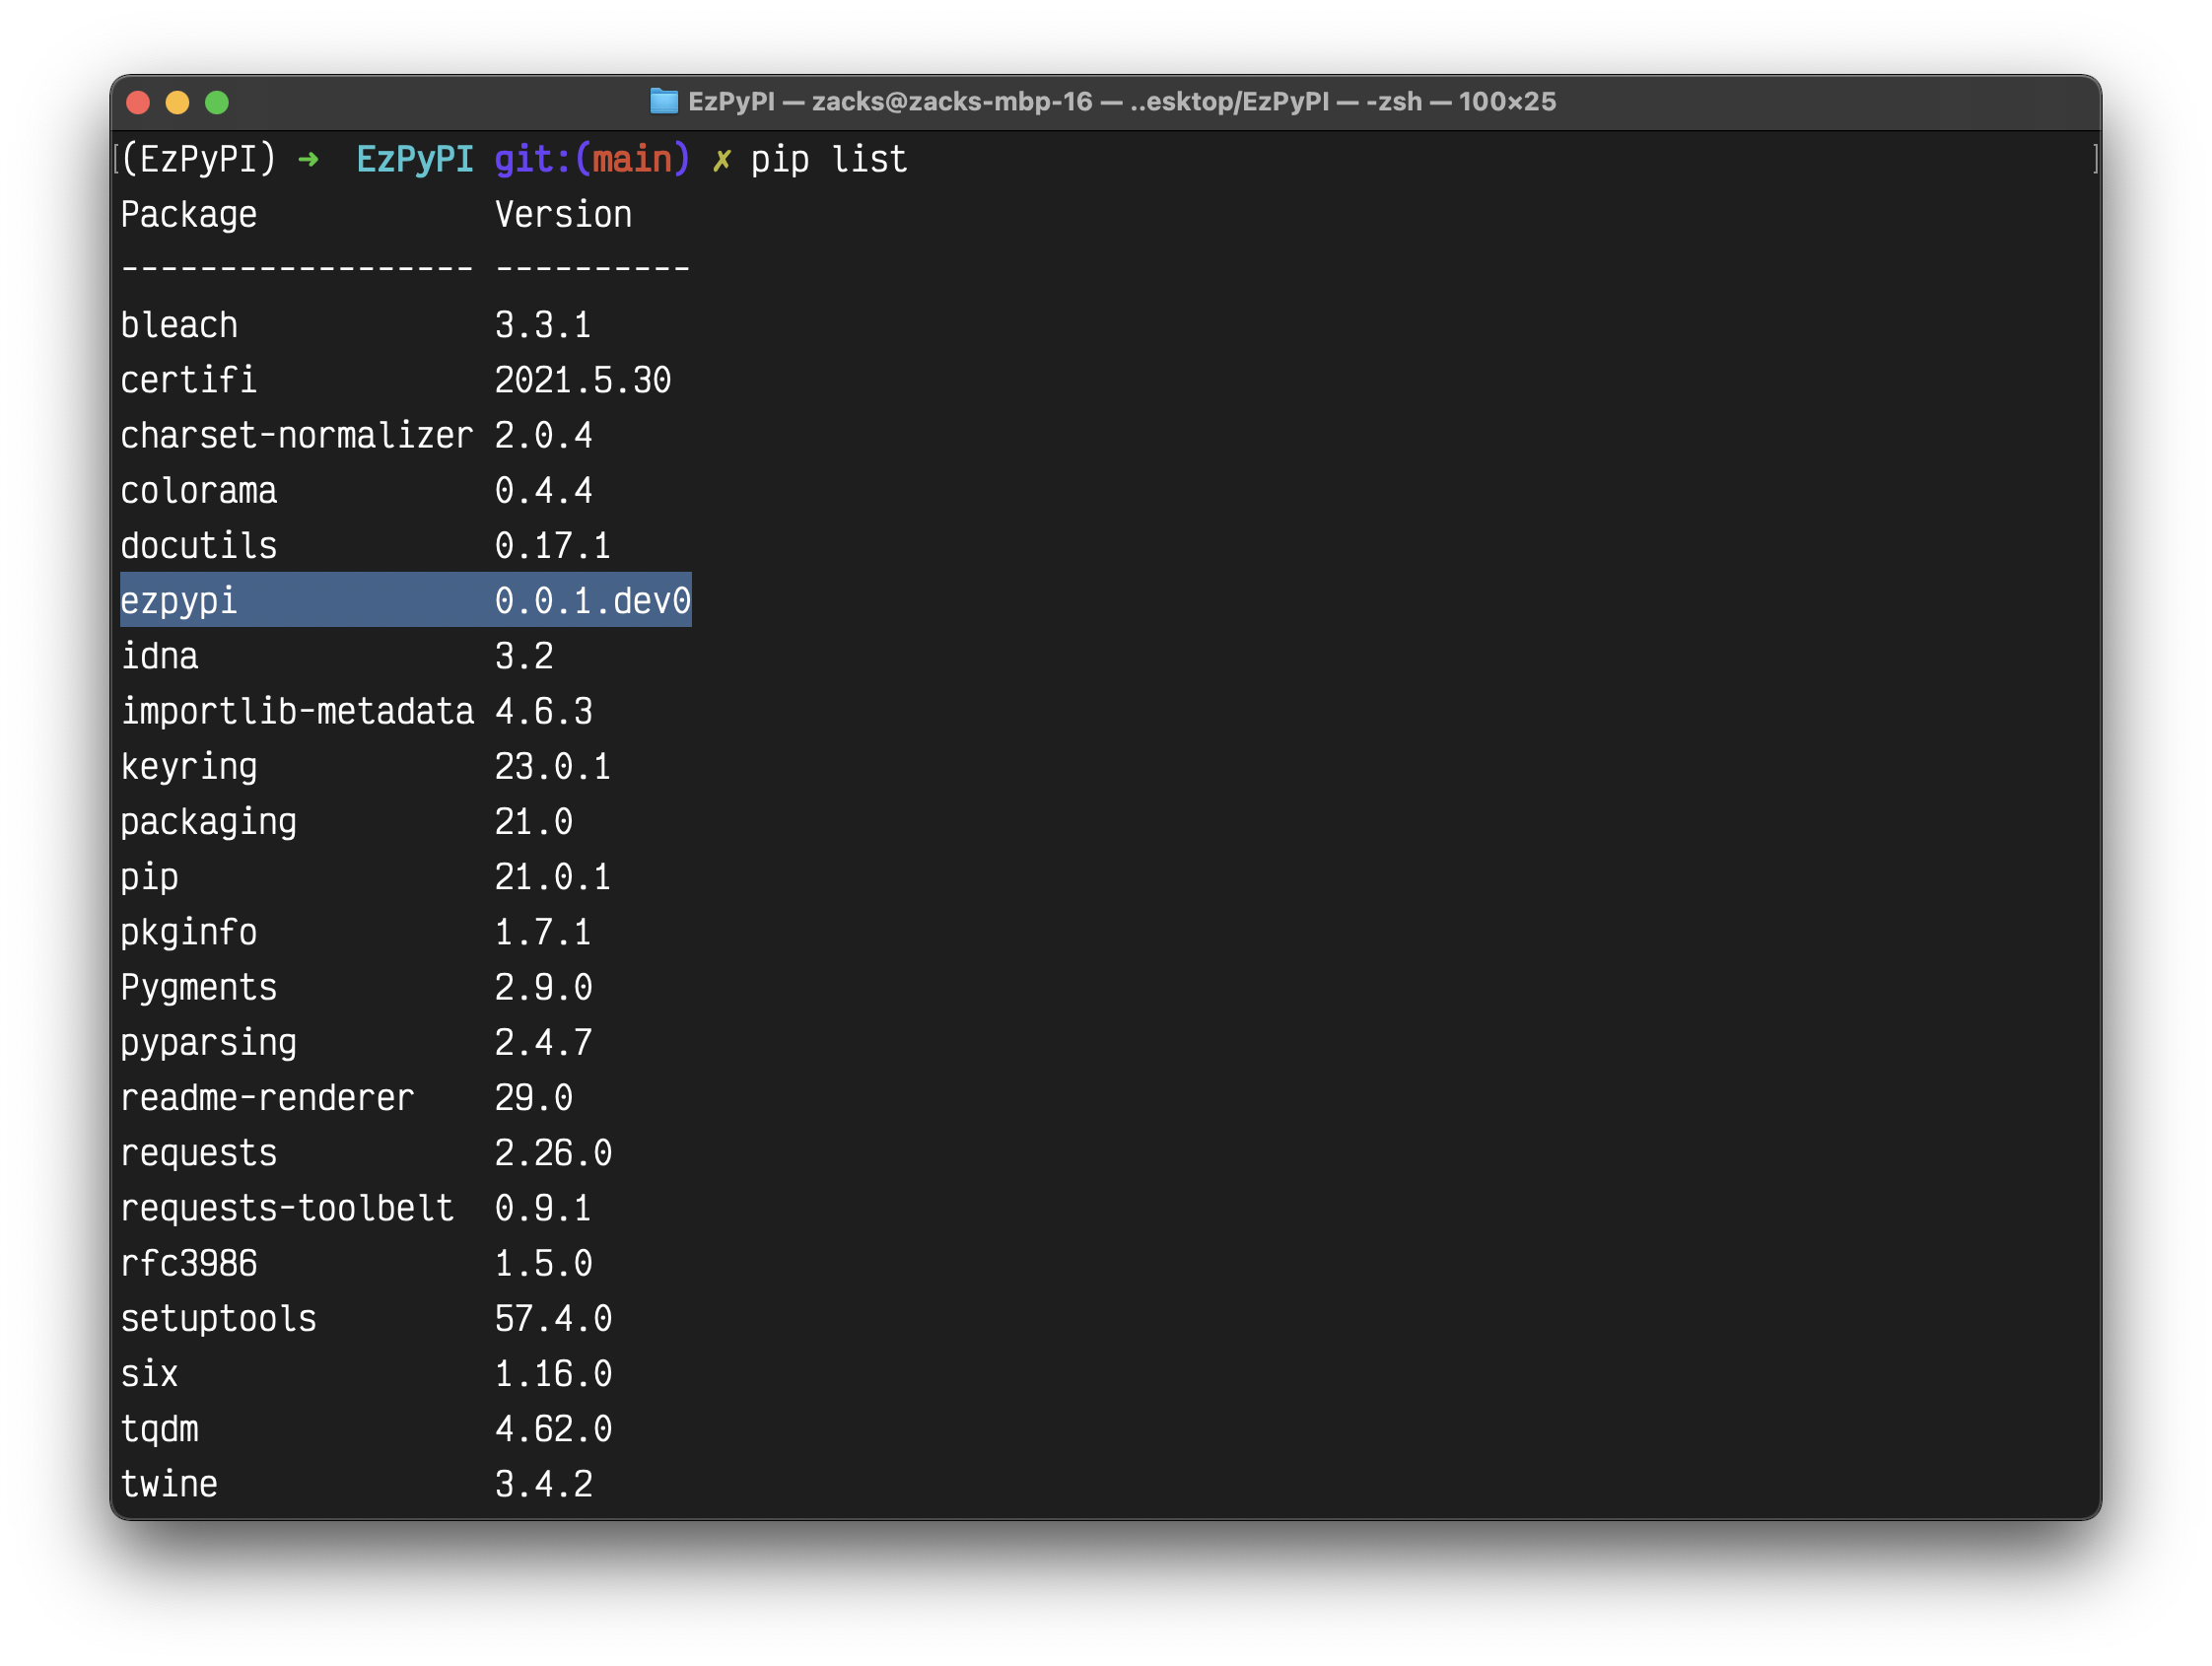 EzPyPI — zacks@zacks-mbp-16 — ..esktop/EzPyPI — -zsh — 100×25
[(EzPyPI) ➜  EzPyPI git:(main) ✗ pip list ]
Package            Version
------------------ ----------
bleach             3.3.1
certifi            2021.5.30
charset-normalizer 2.0.4
colorama           0.4.4
docutils           0.17.1
ezpypi             0.0.1.dev0
idna               3.2
importlib-metadata 4.6.3
keyring            23.0.1
packaging          21.0
pip                21.0.1
pkginfo            1.7.1
Pygments           2.9.0
pyparsing          2.4.7
readme-renderer    29.0
requests           2.26.0
requests-toolbelt  0.9.1
rfc3986            1.5.0
setuptools         57.4.0
six                1.16.0
tqdm               4.62.0
twine              3.4.2